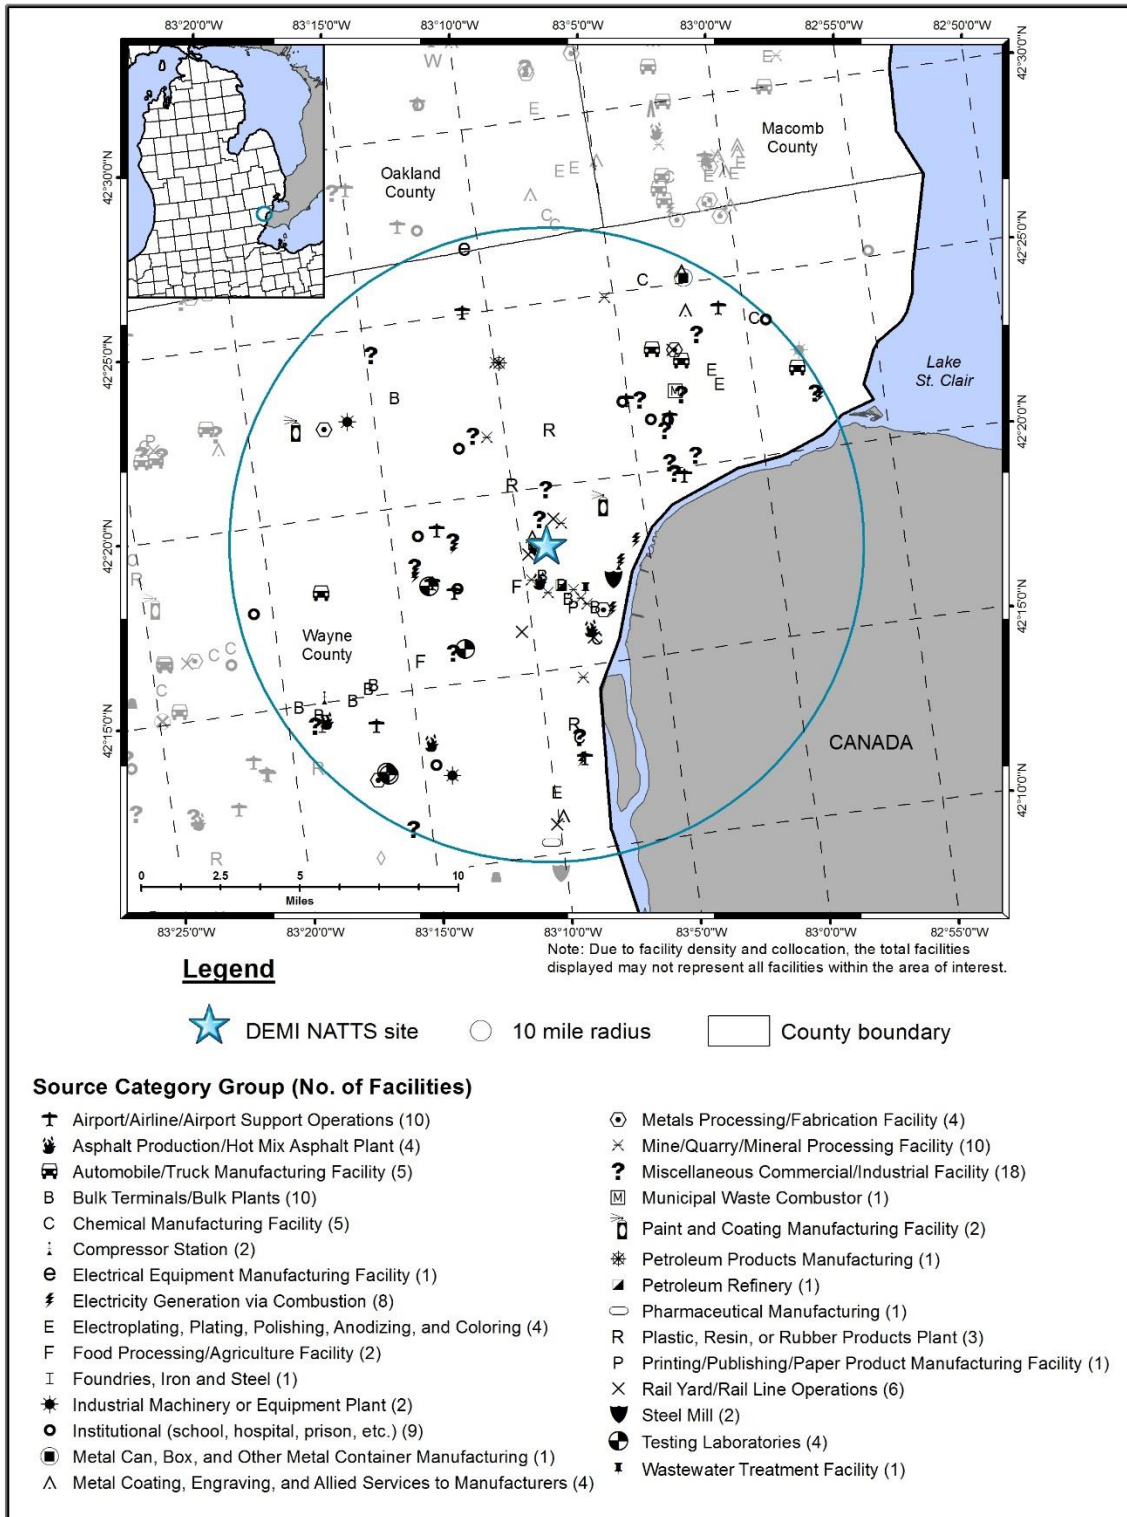 83°20'0"W 83°15'0"W 83°10'0"W 83°5'0"W 83°0'0"W 82°55'0"W 82°50'0"W
42°30'0"N
42°30'0"N
Macomb
County
Oakland
County
42°25'0"N
42°25'0"N
Lake
St. Clair
42°20'0"N
42°20'0"N
42°15'0"N
Wayne
County
42°15'0"N
CANADA
42°10'0"N
0 2.5 5 10
Miles
83°25'0"W 83°20'0"W 83°15'0"W 83°10'0"W 83°5'0"W 83°0'0"W 82°55'0"W
Note: Due to facility density and collocation, the total facilities
displayed may not represent all facilities within the area of interest.
Legend
DEMI NATTS site 10 mile radius County boundary
Source Category Group (No. of Facilities)
Airport/Airline/Airport Support Operations (10)
Asphalt Production/Hot Mix Asphalt Plant (4)
Automobile/Truck Manufacturing Facility (5)
B Bulk Terminals/Bulk Plants (10)
C Chemical Manufacturing Facility (5)
Compressor Station (2)
e Electrical Equipment Manufacturing Facility (1)
Electricity Generation via Combustion (8)
E Electroplating, Plating, Polishing, Anodizing, and Coloring (4)
F Food Processing/Agriculture Facility (2)
I Foundries, Iron and Steel (1)
Industrial Machinery or Equipment Plant (2)
Institutional (school, hospital, prison, etc.) (9)
Metal Can, Box, and Other Metal Container Manufacturing (1)
Metal Coating, Engraving, and Allied Services to Manufacturers (4)
Metals Processing/Fabrication Facility (4)
Mine/Quarry/Mineral Processing Facility (10)
? Miscellaneous Commercial/Industrial Facility (18)
M Municipal Waste Combustor (1)
Paint and Coating Manufacturing Facility (2)
Petroleum Products Manufacturing (1)
Petroleum Refinery (1)
Pharmaceutical Manufacturing (1)
R Plastic, Resin, or Rubber Products Plant (3)
P Printing/Publishing/Paper Product Manufacturing Facility (1)
Rail Yard/Rail Line Operations (6)
Steel Mill (2)
Testing Laboratories (4)
Wastewater Treatment Facility (1)